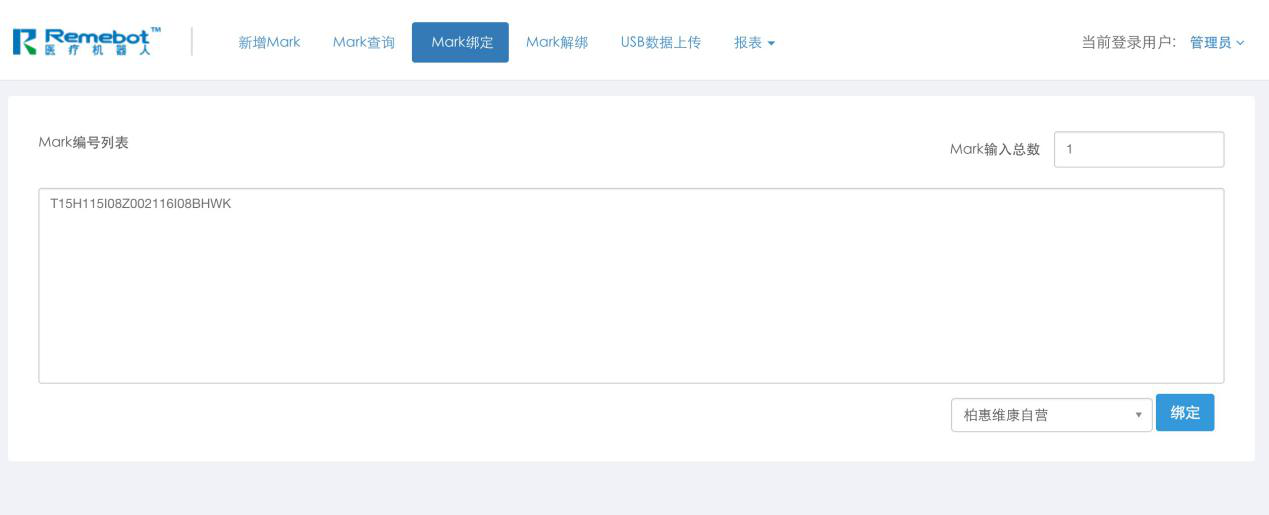 Remebot™
医疗机器人
新增Mark Mark查询 Mark绑定 Mark解绑 USB数据上传 报表
当前登录用户: 管理员
Mark编号列表
Mark输入总数 1
T15H115I08Z002116I08BHWK
柏惠维康自营 绑定